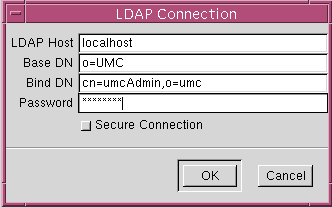 LDAP Connection
LDAP Host localhost
Base DN o=UMC
Bind DN cn=umcAdmin,o=umc
Password ********
Secure Connection
OK Cancel